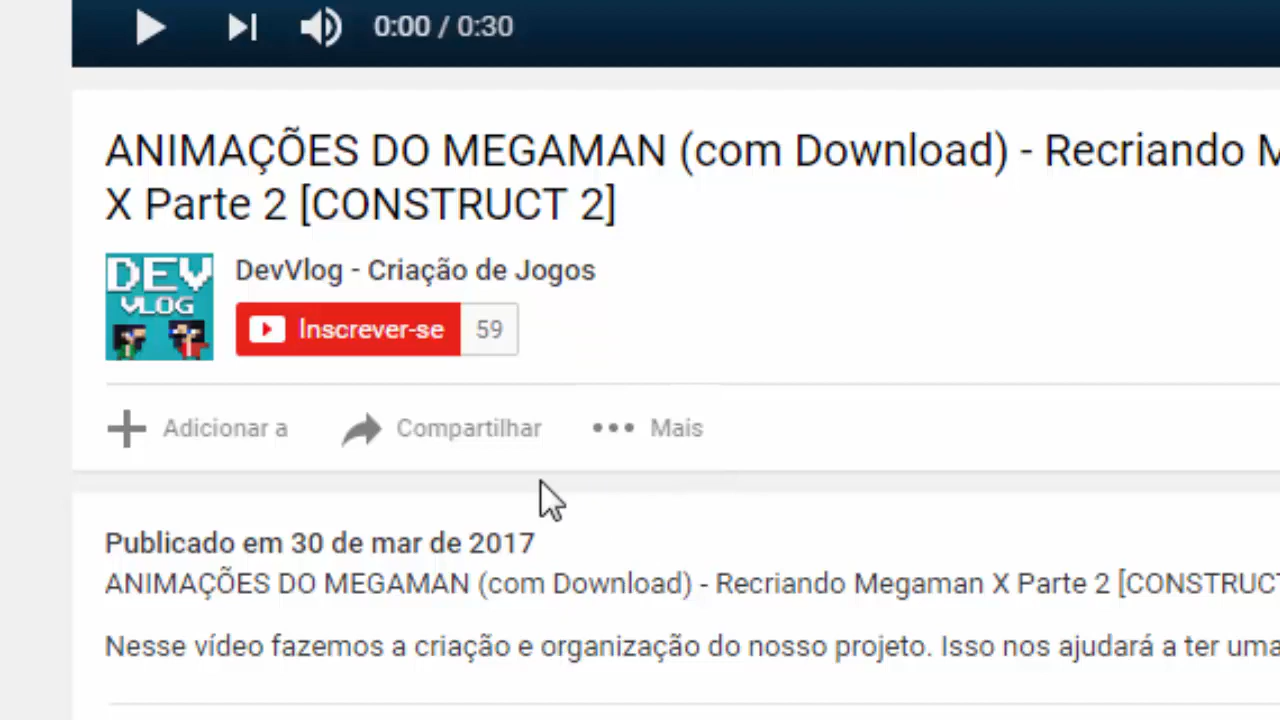 0:00 / 0:30
ANIMAÇÕES DO MEGAMAN (com Download) - Recriando M
X Parte 2 [CONSTRUCT 2]
DEV
VLOG
DevVlog - Criação de Jogos
Inscrever-se 59
Adicionar a Compartilhar Mais
Publicado em 30 de mar de 2017
ANIMAÇÕES DO MEGAMAN (com Download) - Recriando Megaman X Parte 2 [CONSTRUCT
Nesse vídeo fazemos a criação e organização do nosso projeto. Isso nos ajudará a ter uma